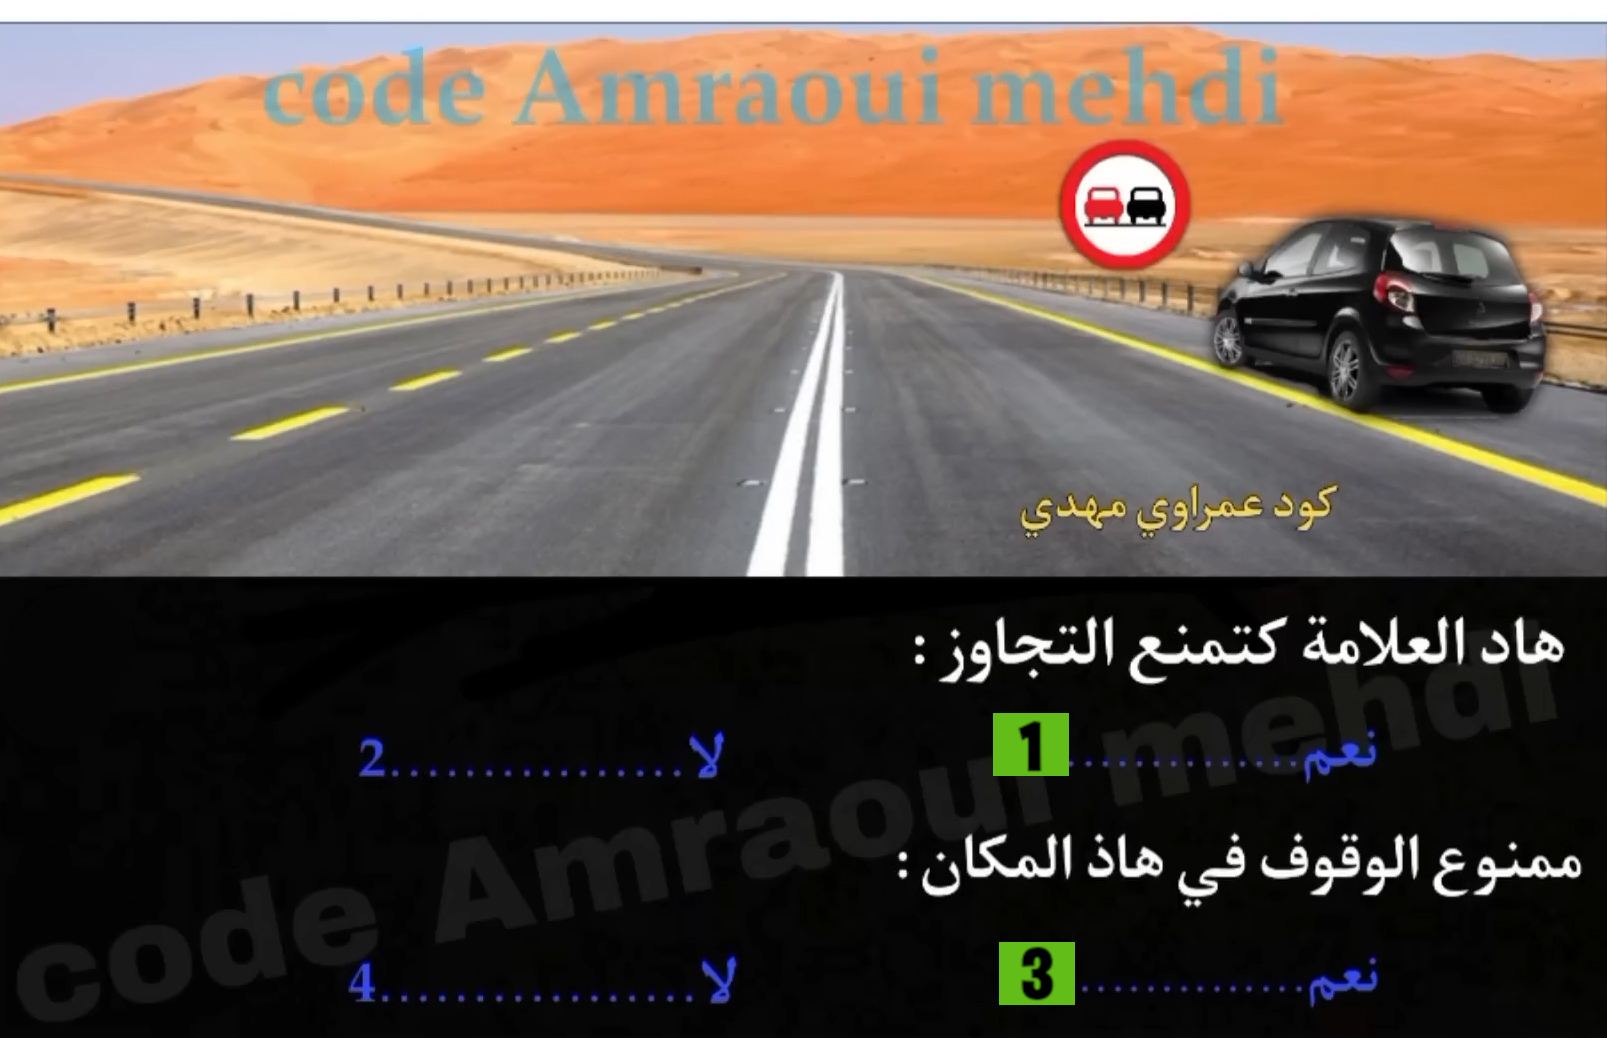 code Amraoui mehdi
كود عمراوي مهدي
هاد العلامة كتمنع التجاوز :
نعم..............1 لا................2
ممنوع الوقوف في هاذ المكان :
نعم..............3 لا.................4
code Amraoui mehdi